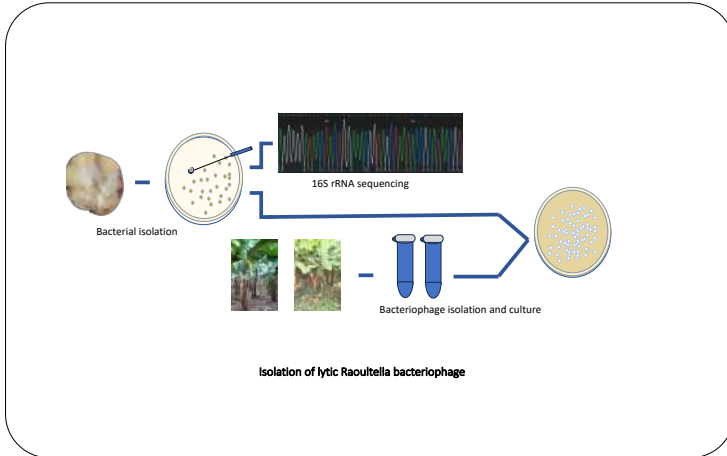 16S rRNA sequencing
Bacterial isolation
Bacteriophage isolation and culture
Isolation of lytic Raoultella bacteriophage